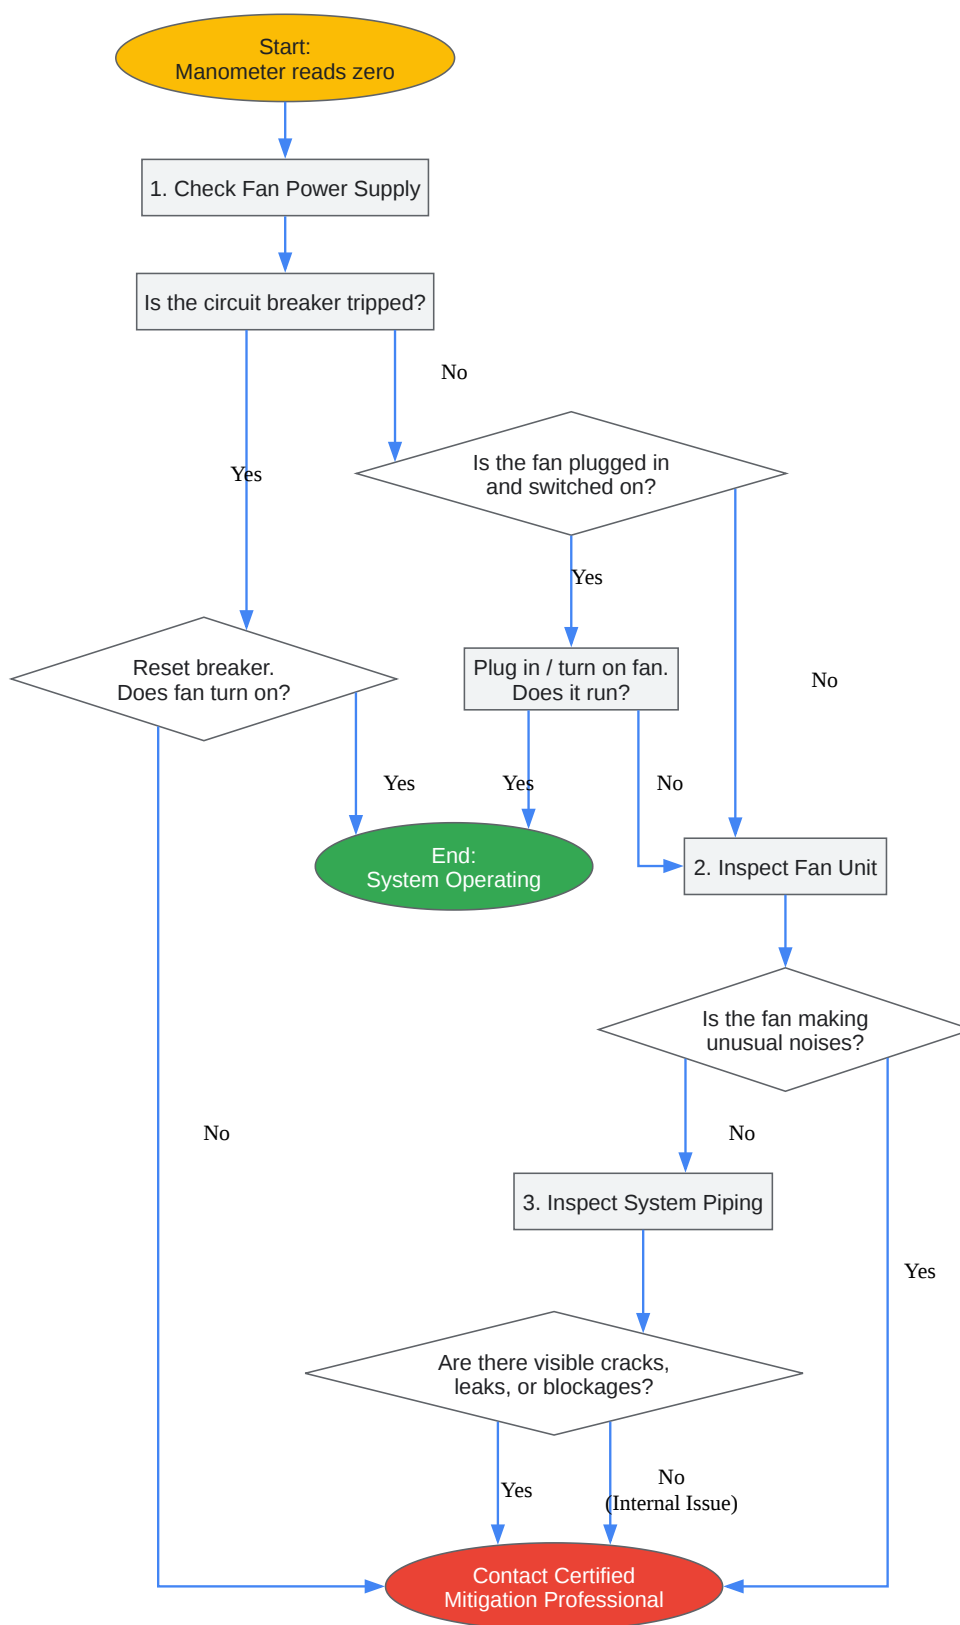 Start:
Manometer reads zero
1. Check Fan Power Supply
Is the circuit breaker tripped?
No
Yes
Is the fan plugged in
and switched on?
Yes
Reset breaker.
Does fan turn on?
Plug in / turn on fan.
Does it run?
No
Yes
Yes
No
End:
System Operating
2. Inspect Fan Unit
Is the fan making
unusual noises?
No
No
3. Inspect System Piping
Yes
Are there visible cracks,
leaks, or blockages?
Yes
No
(Internal Issue)
Contact Certified
Mitigation Professional